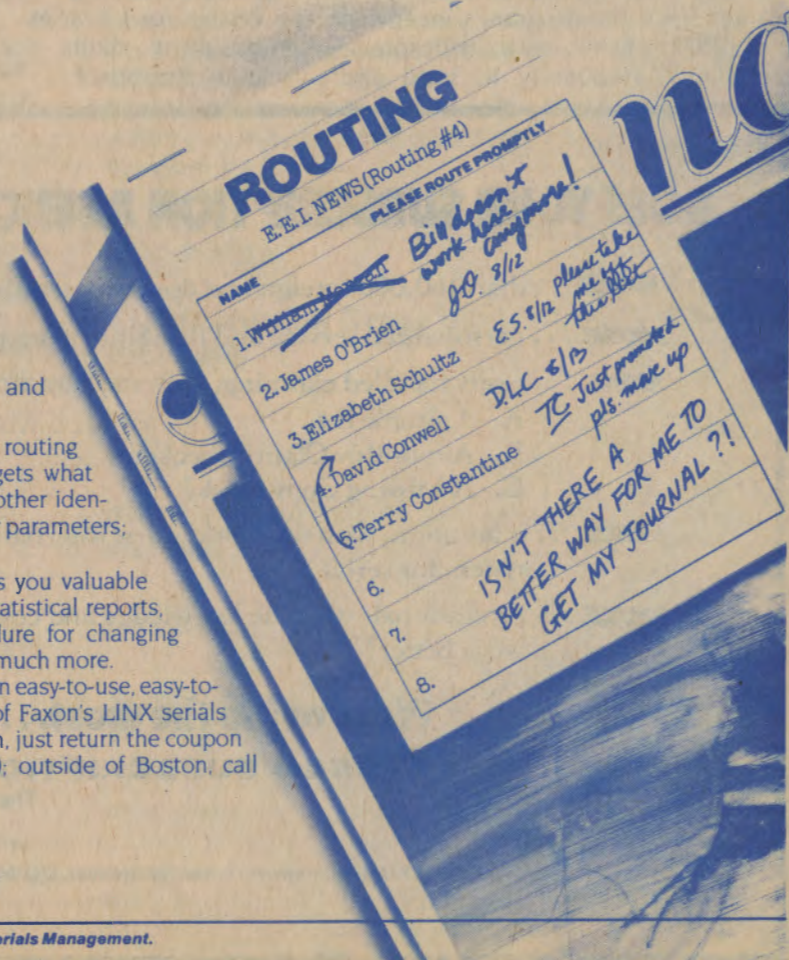 ROUTING
E.E.I. NEWS (Routing #4)
PLEASE ROUTE PROMPTLY
NAME
1. William
Bill doesn't
work here
anymore!
2. James O'Brien J.O. 8/12
3. Elizabeth Schultz E.S. 8/12 please take
me off
this list
4. David Conwell D.L.C. 8/13
5. Terry Constantine TC Just promoted
pls. move up
6.
7.
8.
ISN'T THERE A
BETTER WAY FOR ME TO
GET MY JOURNAL?!
no
and
routing
gets what
other iden-
parameters;
s you valuable
atistical reports,
dure for changing
much more.
n easy-to-use, easy-to-
of Faxon's LINX serials
n, just return the coupon
); outside of Boston, call
erials Management.